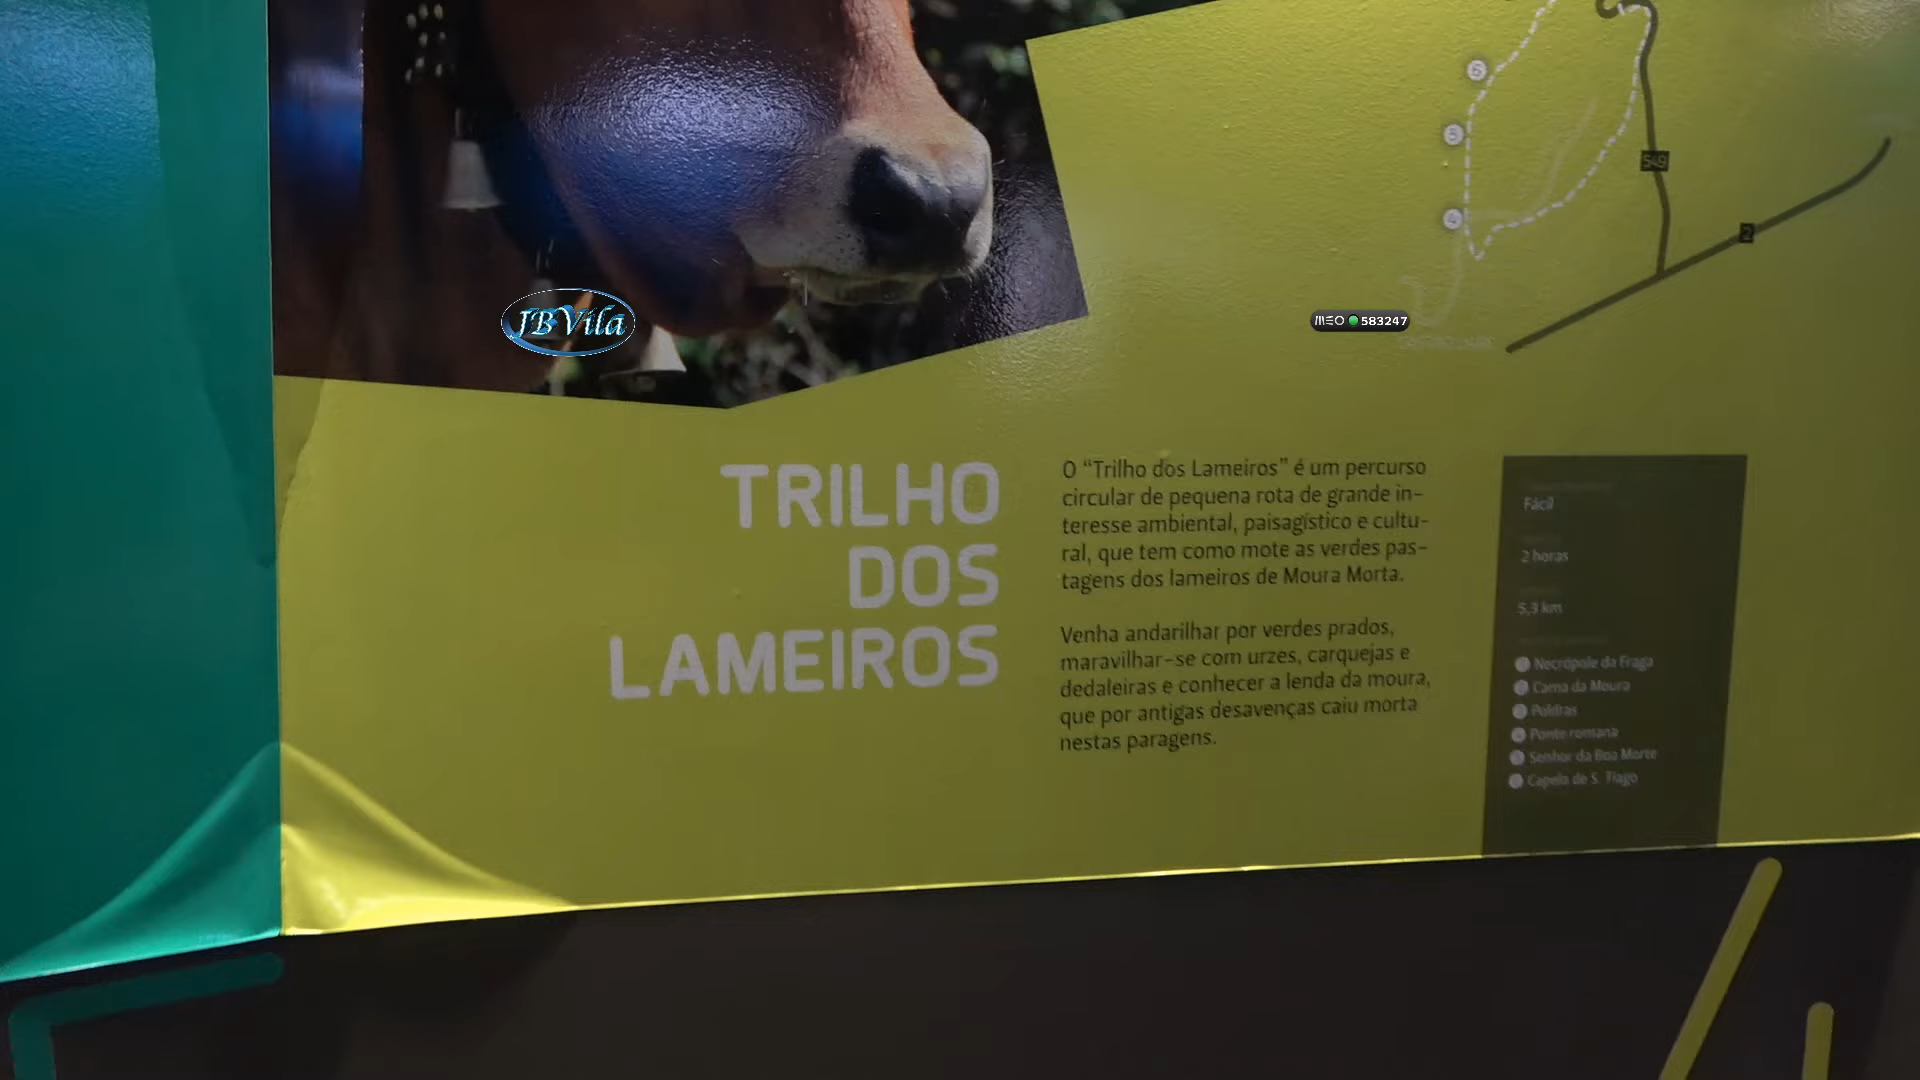 6
5
549
4
2
JBVila
MEO 583247
TRILHO
DOS
LAMEIROS
O “Trilho dos Lameiros” é um percurso
circular de pequena rota de grande in-
teresse ambiental, paisagístico e cultu-
ral, que tem como mote as verdes pas-
tagens dos lameiros de Moura Morta.
Venha andarilhar por verdes prados,
maravilhar-se com urzes, carquejas e
dedaleiras e conhecer a lenda da moura,
que por antigas desavenças caiu morta
nestas paragens.
Fácil
2 horas
5,3 km
Necrópole da Fraga
Cama da Moura
Poldras
Ponte romana
Senhor da Boa Morte
Capela de S. Tiago